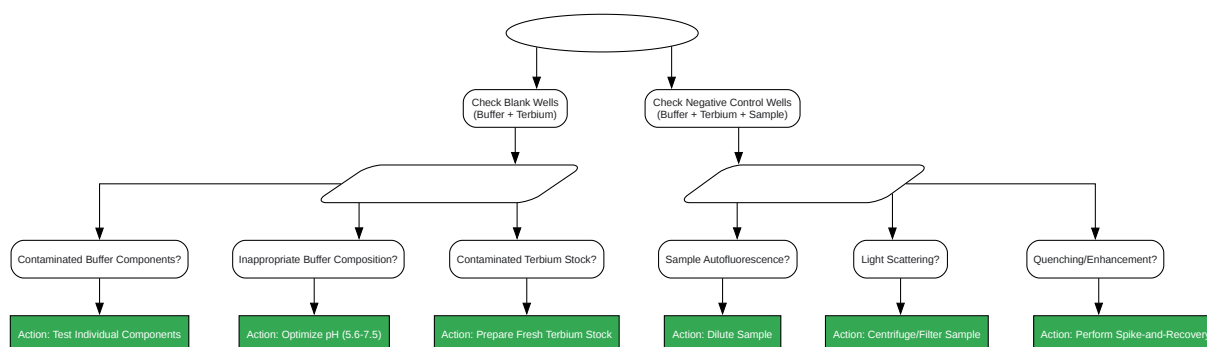 Check Blank Wells
(Buffer + Terbium)
Check Negative Control Wells
(Buffer + Terbium + Sample)
Contaminated Buffer Components?
Inappropriate Buffer Composition?
Contaminated Terbium Stock?
Sample Autofluorescence?
Light Scattering?
Quenching/Enhancement?
Action: Test Individual Components
Action: Optimize pH (5.6-7.5)
Action: Prepare Fresh Terbium Stock
Action: Dilute Sample
Action: Centrifuge/Filter Sample
Action: Perform Spike-and-Recovery